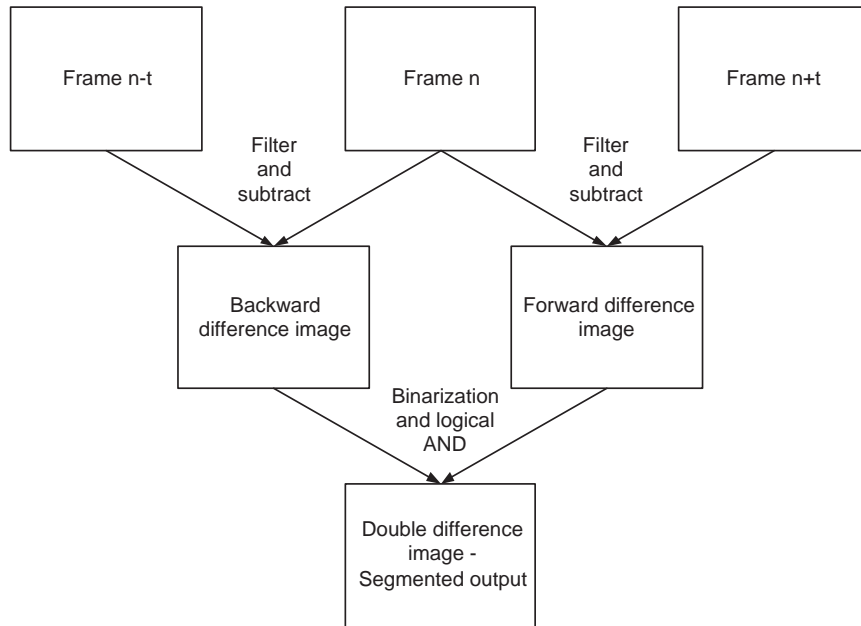 Frame n-t
Frame n
Frame n+t
Filter
and
subtract
Filter
and
subtract
Backward
difference image
Forward difference
image
Binarization
and logical
AND
Double difference
image -
Segmented output